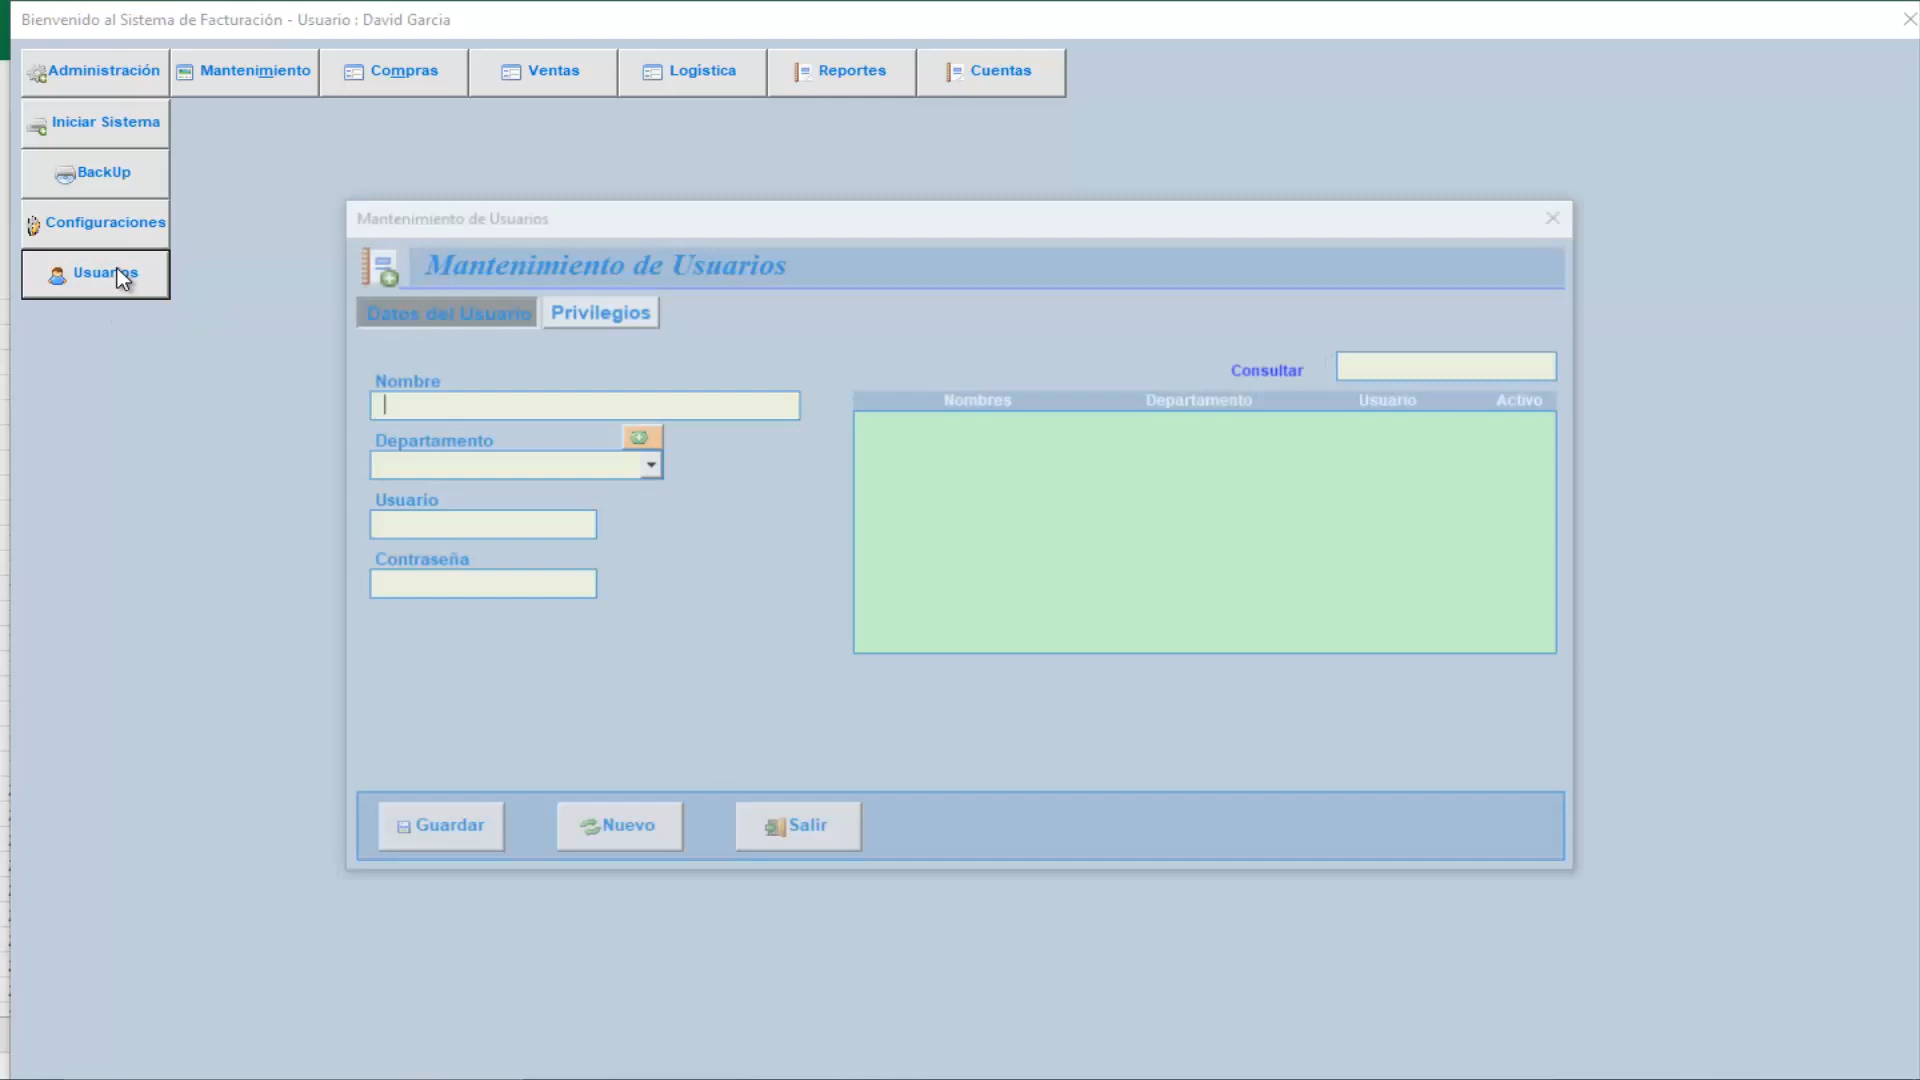 Bienvenido al Sistema de Facturación - Usuario : David Garcia
Administración
Mantenimiento
Compras
Ventas
Logística
Reportes
Cuentas
Iniciar Sistema
BackUp
Configuraciones
Usuarios
Mantenimiento de Usuarios
Mantenimiento de Usuarios
Datos del Usuario
Privilegios
Consultar
Nombre
Nombres
Departamento
Usuario
Activo
Departamento
Usuario
Contraseña
Guardar
Nuevo
Salir